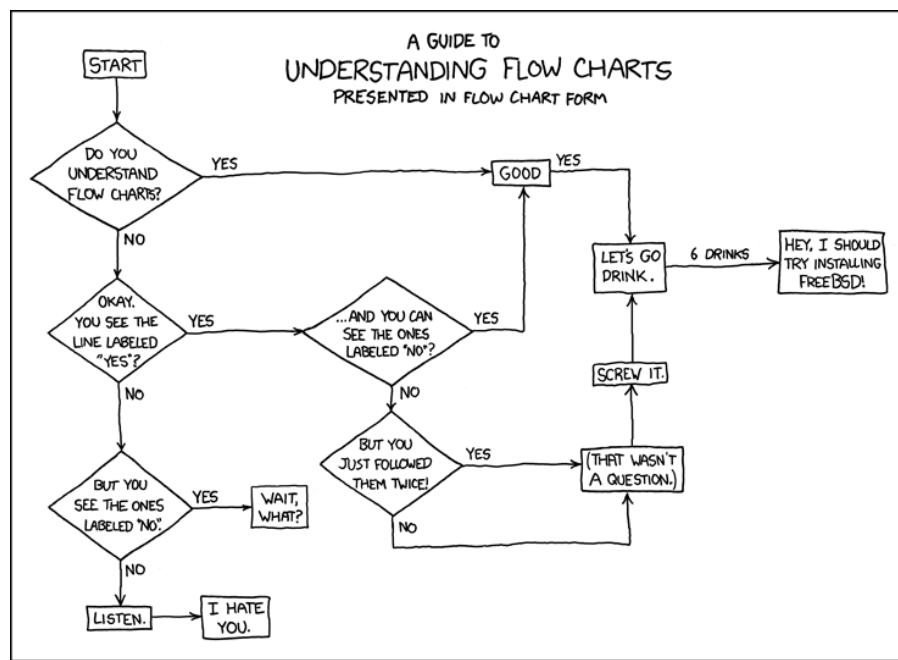 A GUIDE TO
UNDERSTANDING FLOW CHARTS
PRESENTED IN FLOW CHART FORM
START
DO YOU
UNDERSTAND
FLOW CHARTS?
YES
GOOD
YES
NO
LET'S GO
DRINK.
6 DRINKS
HEY, I SHOULD
TRY INSTALLING
FREEBSD!
OKAY.
YOU SEE THE
LINE LABELED
"YES"?
YES
...AND YOU CAN
SEE THE ONES
LABELED "NO"?
YES
NO
NO
SCREW IT.
BUT YOU
JUST FOLLOWED
THEM TWICE!
YES
(THAT WASN'T
A QUESTION.)
NO
BUT YOU
SEE THE ONES
LABELED "NO".
YES
WAIT,
WHAT?
NO
LISTEN.
I HATE
YOU.